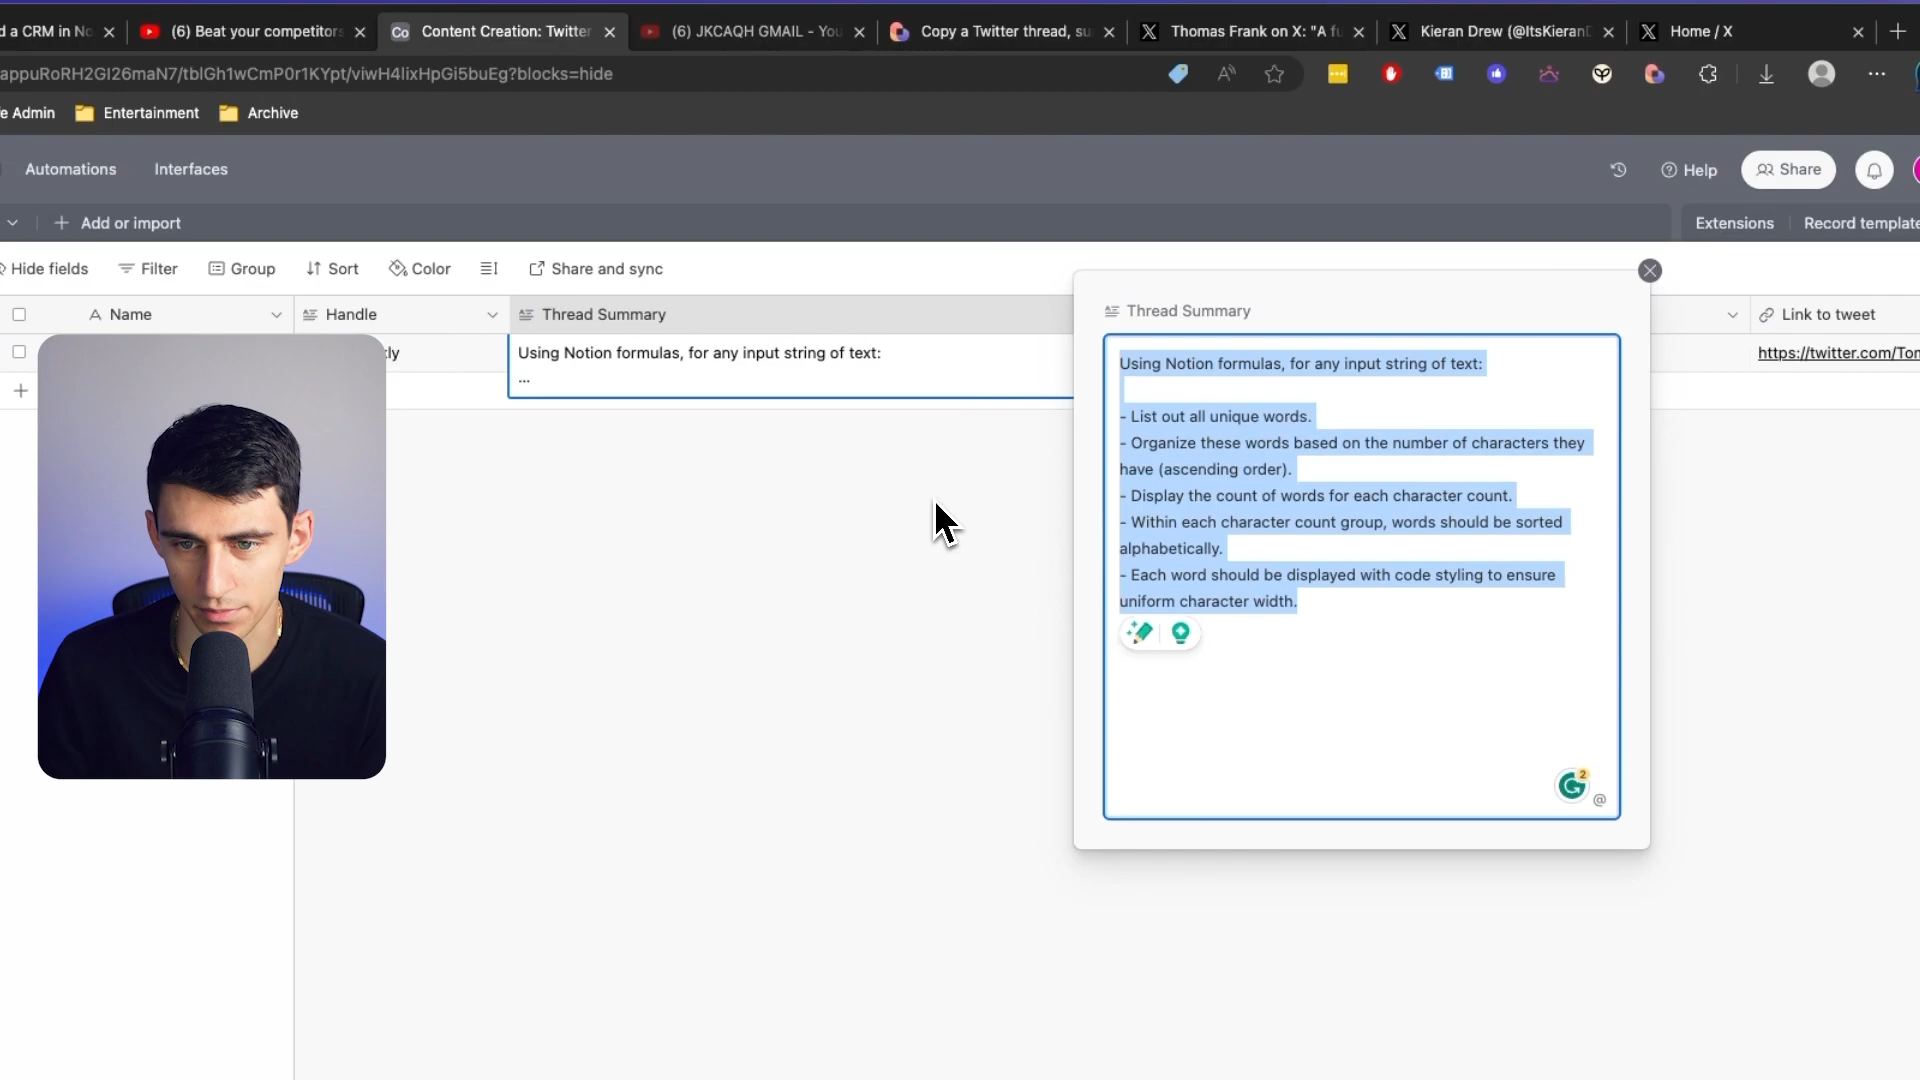 d a CRM in No
(6) Beat your competitors
Co
Content Creation: Twitter
(6) JKCAQH GMAIL - You
Copy a Twitter thread, su
Thomas Frank on X: "A fu
Kieran Drew (@ItsKieranD
Home / X
appuRoRH2GI26maN7/tblGh1wCmP0r1KYpt/viwH4lixHpGi5buEg?blocks=hide
e Admin
Entertainment
Archive
Automations
Interfaces
Help
Share
Add or import
Extensions
Record template
Hide fields
Filter
Group
Sort
Color
Share and sync
Name
Handle
Thread Summary
Link to tweet
tly
Using Notion formulas, for any input string of text:
...
https://twitter.com/Tom
Thread Summary
Using Notion formulas, for any input string of text:
- List out all unique words.
- Organize these words based on the number of characters they
have (ascending order).
- Display the count of words for each character count.
- Within each character count group, words should be sorted
alphabetically.
- Each word should be displayed with code styling to ensure
uniform character width.
2
@